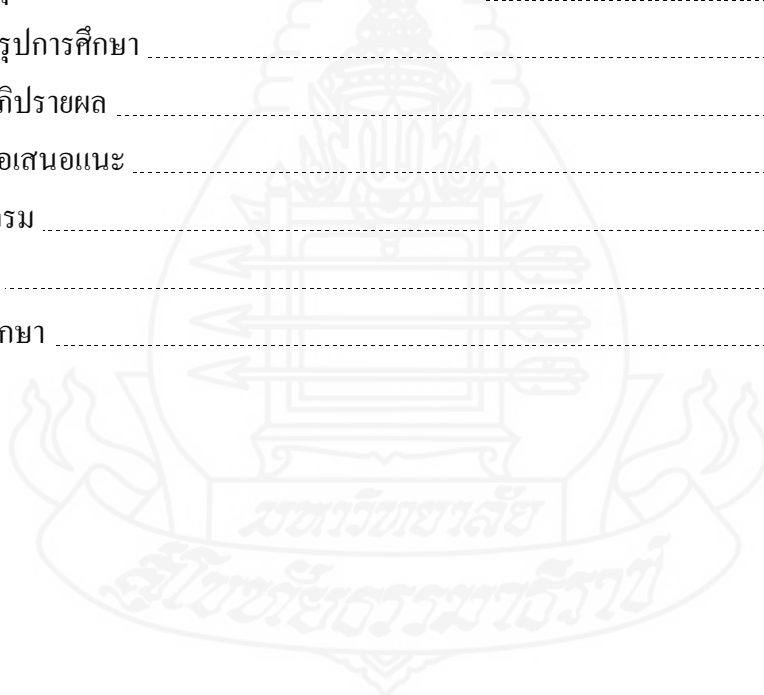 รุปการศึกษา
ภิปรายผล
อเสนอแนะ
รรม
กษา
มหาวิทยาลัย
สุโขทัยธรรมาธิราช